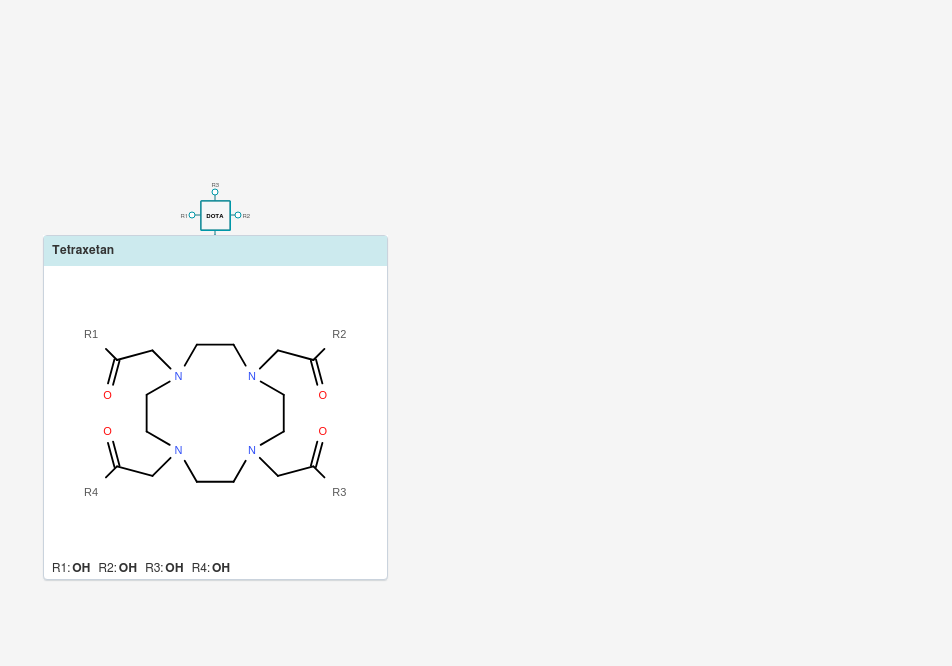 R3
R1 DOTA R2
Tetraxetan
R1 R2
N N
O O
O O
N N
R4 R3
R1: OH R2: OH R3: OH R4: OH